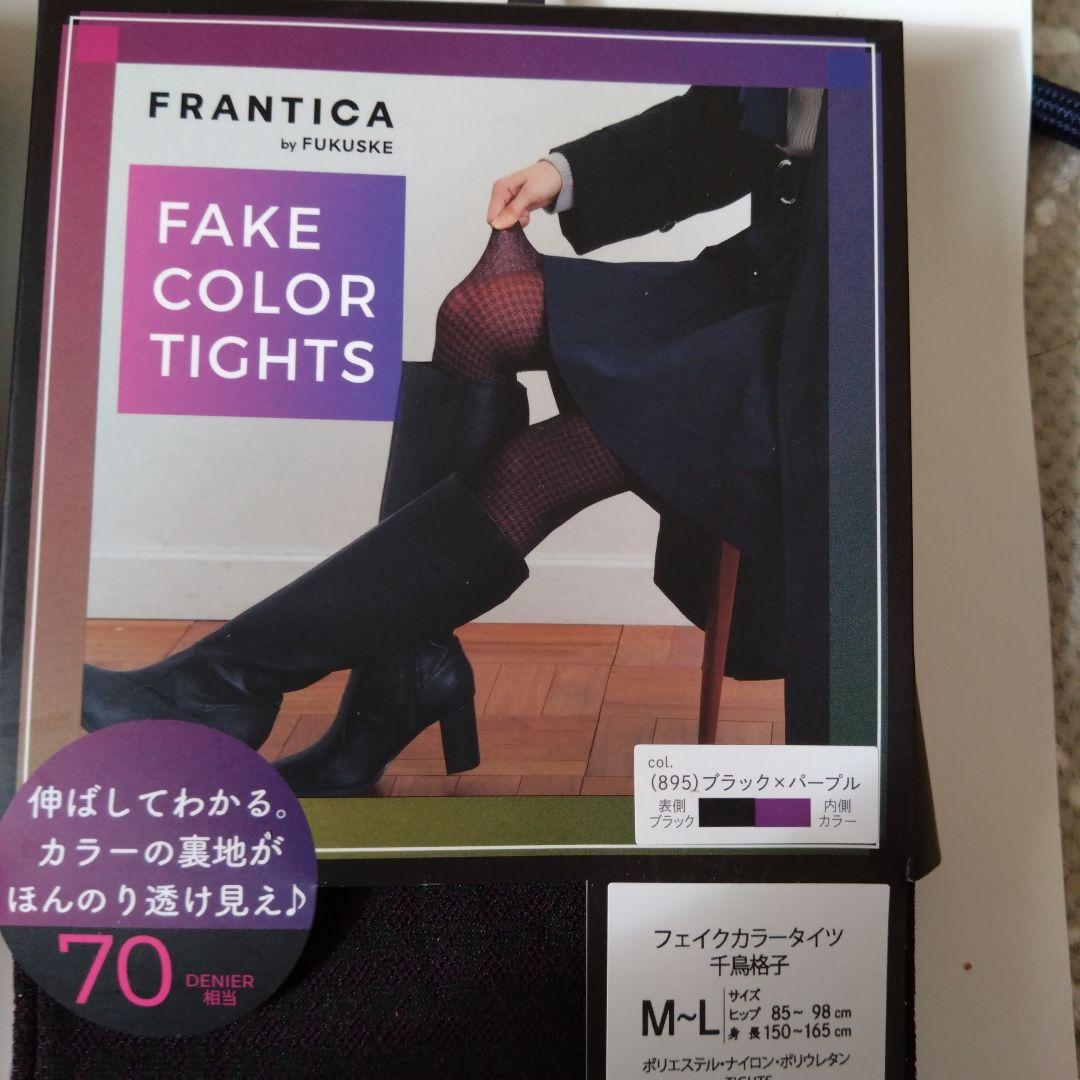 FRANTICA
by FUKUSKE
FAKE
COLOR
TIGHTS
col.
(895)ブラック×パープル
表側
ブラック
内側
カラー
伸ばしてわかる。
カラーの裏地が
ほんのり透け見え♪
70 DENIER
相当
フェイクカラータイツ
千鳥格子
M~L
サイズ
ヒップ 85~ 98cm
身 長 150~165cm
ポリエステル・ナイロン・ポリウレタン
TIGHTS